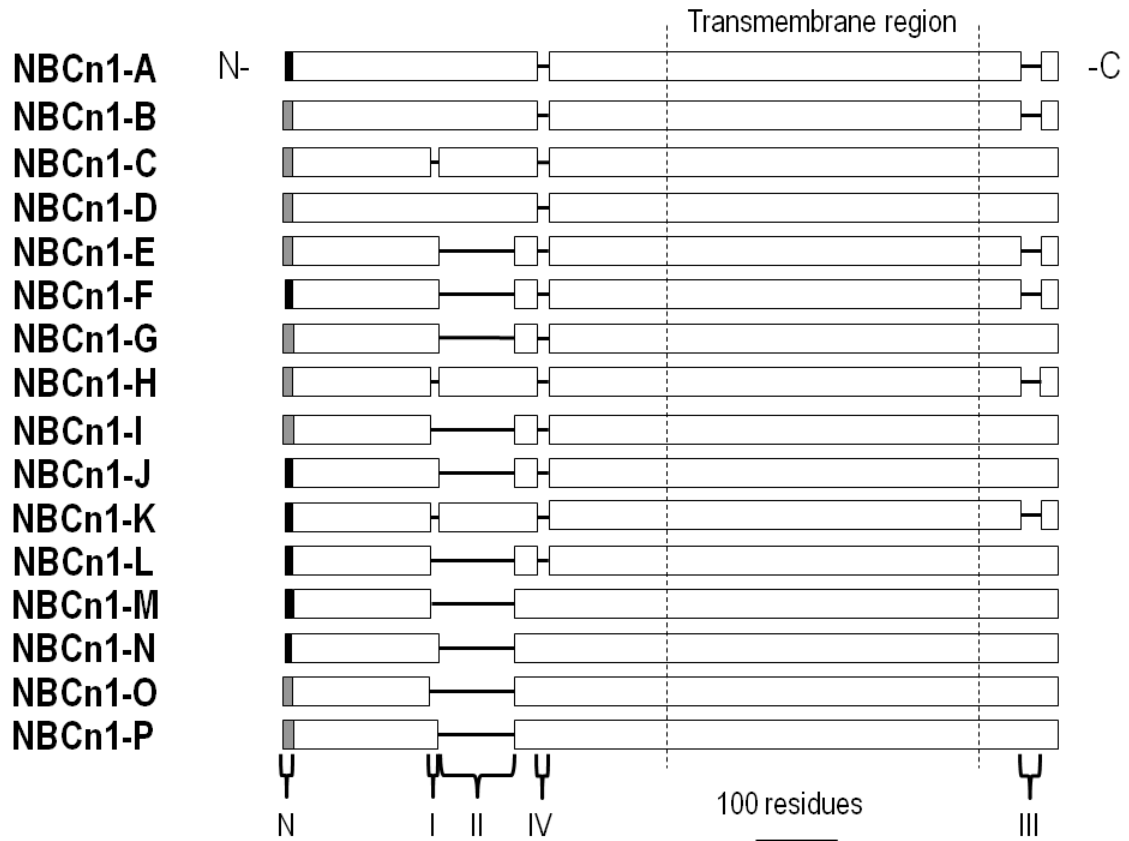 Transmembrane region
NBCn1-A N- -C
NBCn1-B
NBCn1-C
NBCn1-D
NBCn1-E
NBCn1-F
NBCn1-G
NBCn1-H
NBCn1-I
NBCn1-J
NBCn1-K
NBCn1-L
NBCn1-M
NBCn1-N
NBCn1-O
NBCn1-P
100 residues
N I II IV III